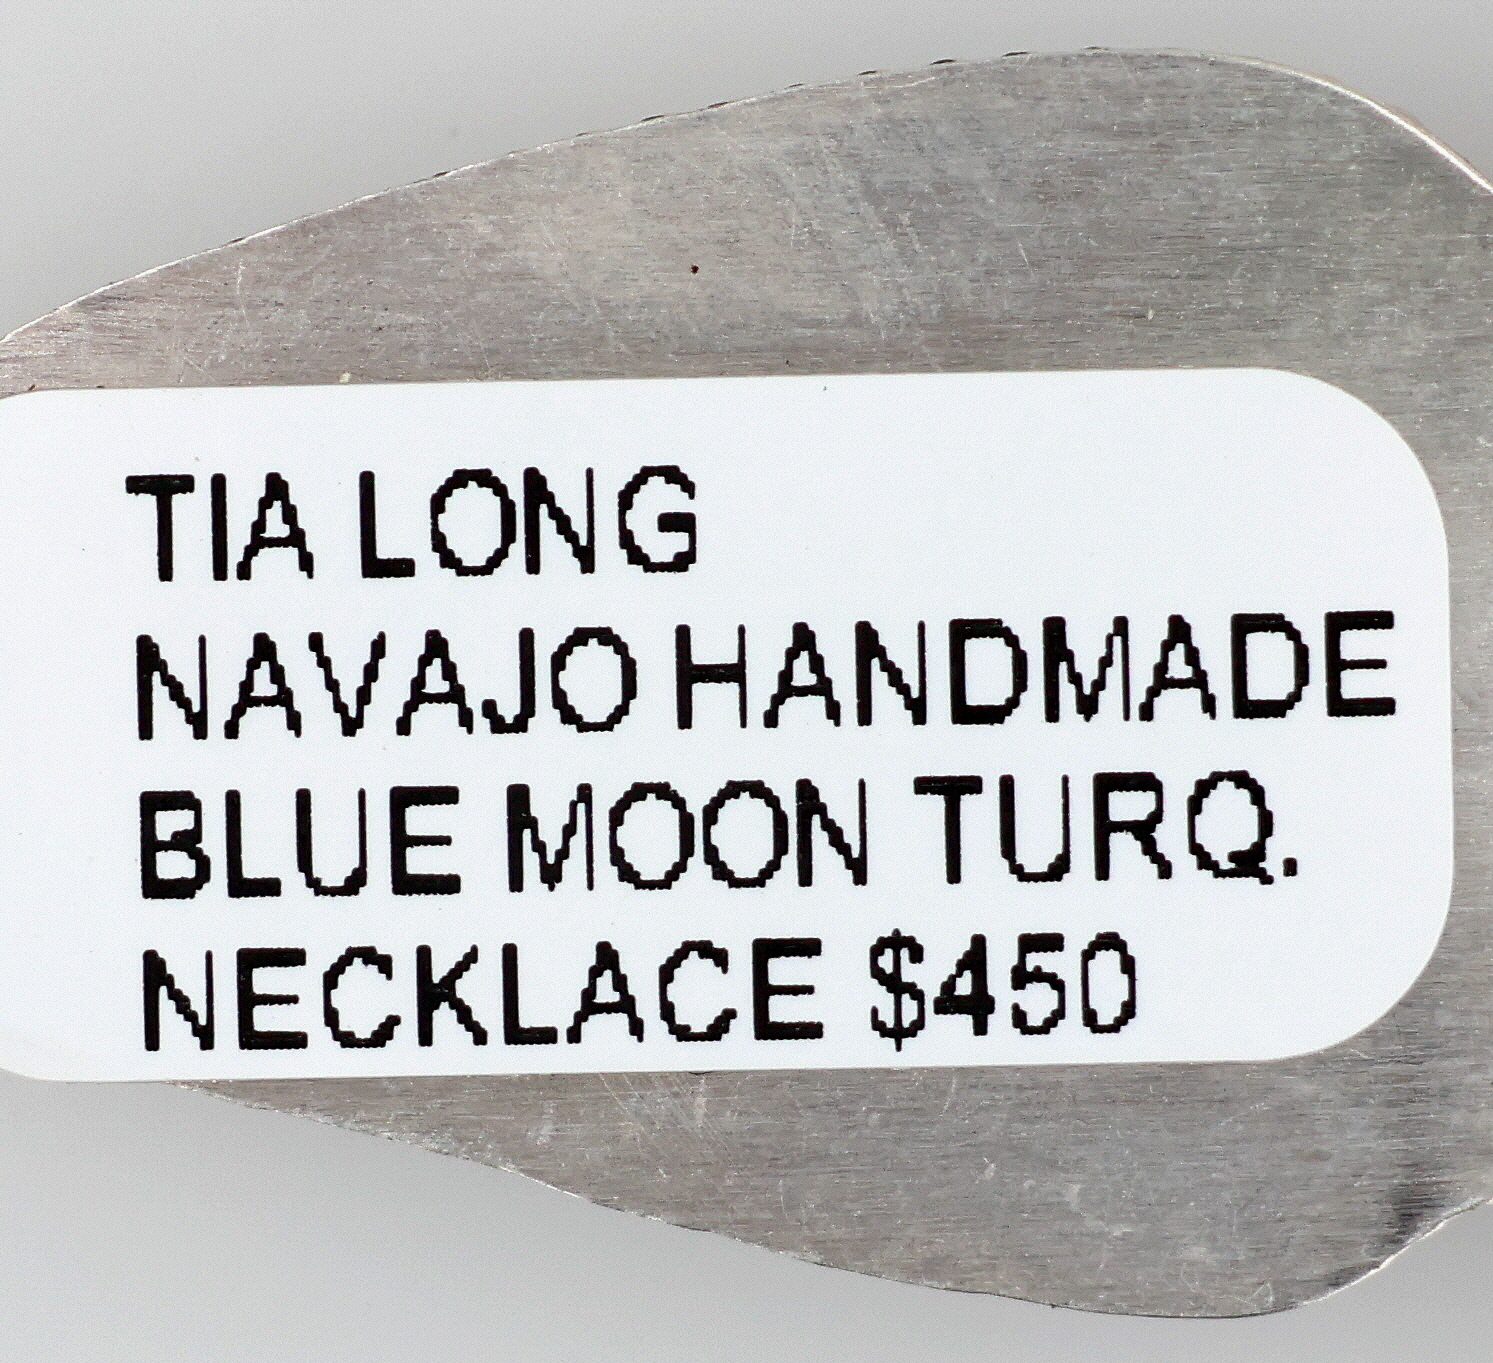 TIA LONG
NAVAJO HANDMADE
BLUE MOON TURQ.
NECKLACE $450